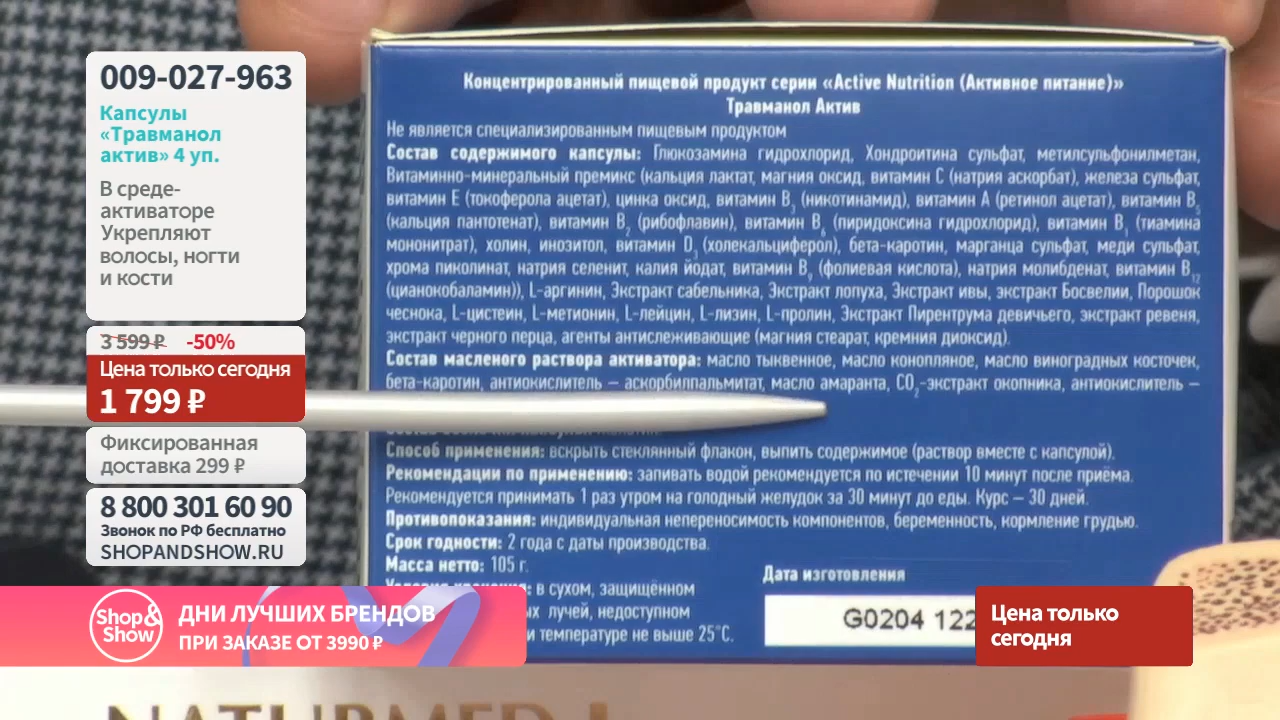 009-027-963
Капсулы
«Травманол
актив» 4 уп.
В среде-
активаторе
Укрепляют
волосы, ногти
и кости
3 599 ₽ -50%
Цена только сегодня
1 799 ₽
Фиксированная
доставка 299 ₽
8 800 301 60 90
Звонок по РФ бесплатно
SHOPANDSHOW.RU
Концентрированный пищевой продукт серии «Active Nutrition (Активное питание)»
Травманол Актив
Не является специализированным пищевым продуктом
Состав содержимого капсулы: Глюкозамина гидрохлорид, Хондроитина сульфат, метилсульфонилметан,
Витаминно-минеральный премикс (кальция лактат, магния оксид, витамин С (натрия аскорбат), железа сульфат,
витамин Е (токоферола ацетат), цинка оксид, витамин В3 (никотинамид), витамин А (ретинол ацетат), витамин В5
(кальция пантотенат), витамин В2 (рибофлавин), витамин В6 (пиридоксина гидрохлорид), витамин В1 (тиамина
мононитрат), холин, инозитол, витамин D3 (холекальциферол), бета-каротин, марганца сульфат, меди сульфат,
хрома пиколинат, натрия селенит, калия йодат, витамин В9 (фолиевая кислота), натрия молибденат, витамин В12
(цианокобаламин)), L-аргинин, Экстракт сабельника, Экстракт лопуха, Экстракт ивы, экстракт Босвелии, Порошок
чеснока, L-цистеин, L-метионин, L-лейцин, L-лизин, L-пролин, Экстракт Пирентрума девичьего, экстракт ревеня,
экстракт черного перца, агенты антислеживающие (магния стеарат, кремния диоксид).
Состав масленого раствора активатора: масло тыквенное, масло конопляное, масло виноградных косточек,
бета-каротин, антиокислитель – аскорбилпальмитат, масло амаранта, СО2-экстракт окопника, антиокислитель –
Способ применения: вскрыть стеклянный флакон, выпить содержимое (раствор вместе с капсулой).
Рекомендации по применению: запивать водой рекомендуется по истечении 10 минут после приёма.
Рекомендуется принимать 1 раз утром на голодный желудок за 30 минут до еды. Курс – 30 дней.
Противопоказания: индивидуальная непереносимость компонентов, беременность, кормление грудью.
Срок годности: 2 года с даты производства.
Масса нетто: 105 г.
в сухом, защищённом
лучей, недоступном
и температуре не выше 25°С.
Дата изготовления
G0204 122
Shop&
Show
ДНИ ЛУЧШИХ БРЕНДОВ
ПРИ ЗАКАЗЕ ОТ 3990 ₽
Цена только
сегодня